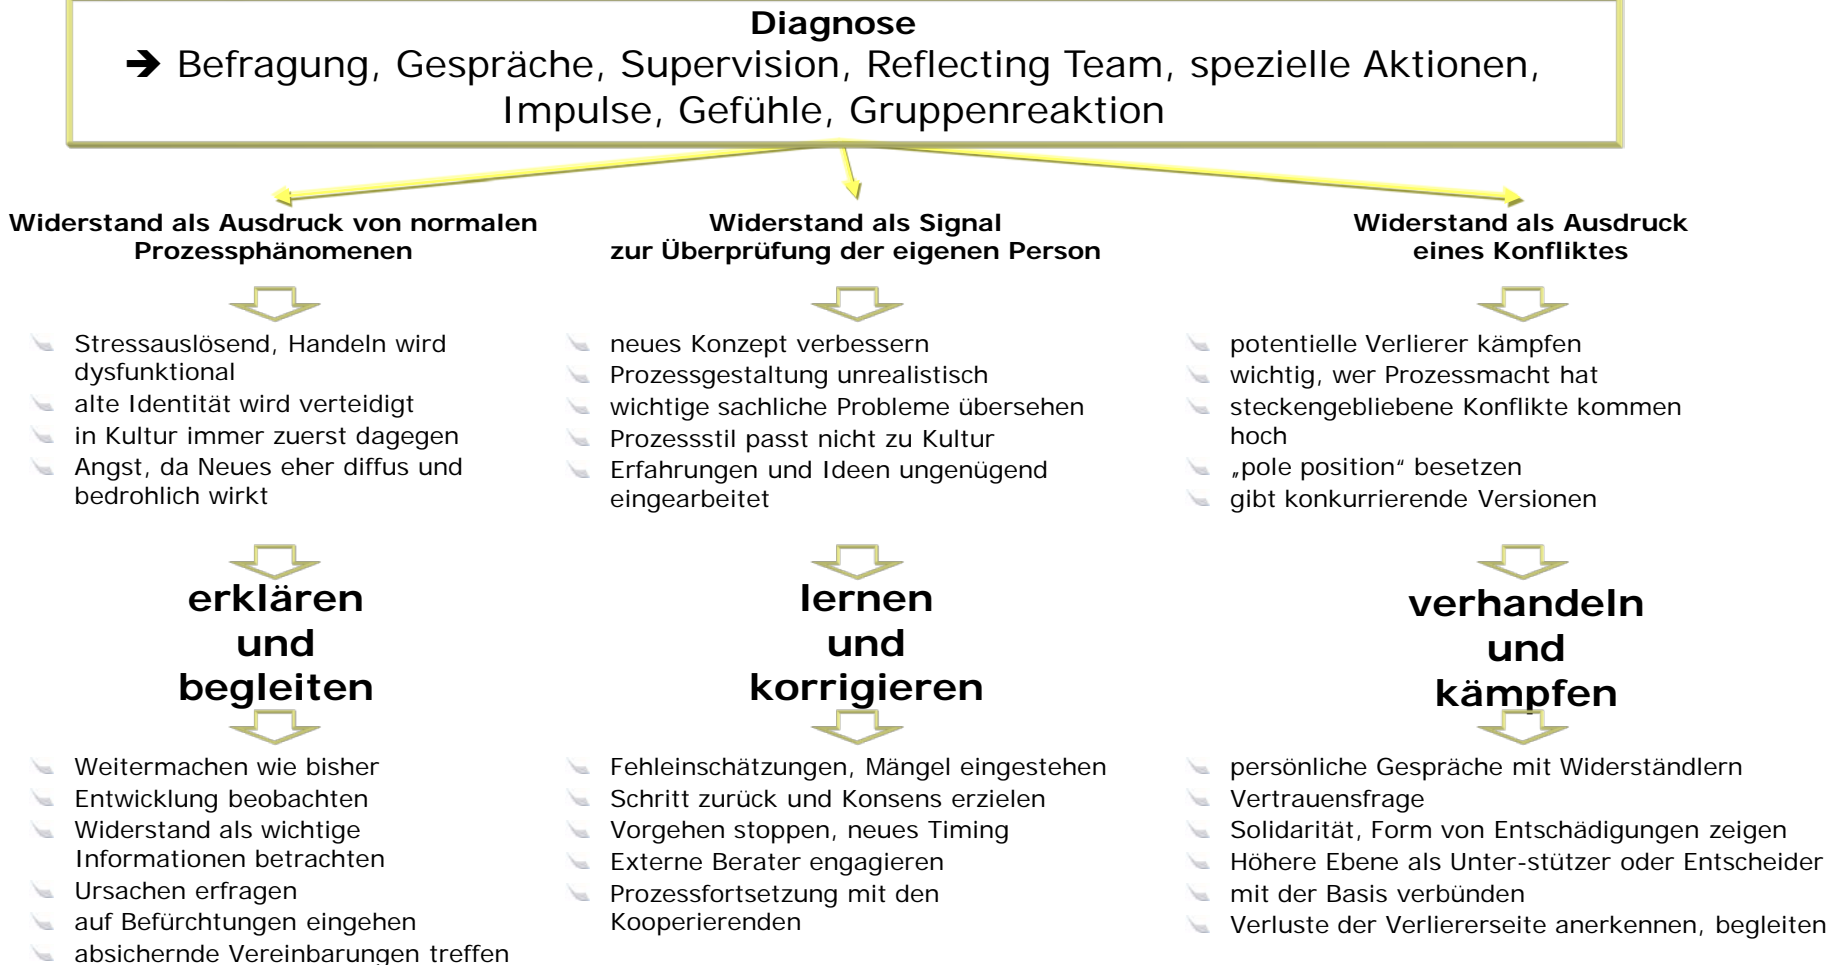 Diagnose
➔ Befragung, Gespräche, Supervision, Reflecting Team, spezielle Aktionen,
Impulse, Gefühle, Gruppenreaktion
Widerstand als Ausdruck von normalen
Prozessphänomenen
Stressauslösend, Handeln wird
dysfunktional
alte Identität wird verteidigt
in Kultur immer zuerst dagegen
Angst, da Neues eher diffus und
bedrohlich wirkt
erklären
und
begleiten
Weitermachen wie bisher
Entwicklung beobachten
Widerstand als wichtige
Informationen betrachten
Ursachen erfragen
auf Befürchtungen eingehen
absichernde Vereinbarungen treffen
Widerstand als Signal
zur Überprüfung der eigenen Person
neues Konzept verbessern
Prozessgestaltung unrealistisch
wichtige sachliche Probleme übersehen
Prozessstil passt nicht zu Kultur
Erfahrungen und Ideen ungenügend
eingearbeitet
lernen
und
korrigieren
Fehleinschätzungen, Mängel eingestehen
Schritt zurück und Konsens erzielen
Vorgehen stoppen, neues Timing
Externe Berater engagieren
Prozessfortsetzung mit den
Kooperierenden
Widerstand als Ausdruck
eines Konfliktes
potentielle Verlierer kämpfen
wichtig, wer Prozessmacht hat
steckengebliebene Konflikte kommen
hoch
„pole position“ besetzen
gibt konkurrierende Versionen
verhandeln
und
kämpfen
persönliche Gespräche mit Widerständlern
Vertrauensfrage
Solidarität, Form von Entschädigungen zeigen
Höhere Ebene als Unter-stützer oder Entscheider
mit der Basis verbünden
Verluste der Verliererseite anerkennen, begleiten